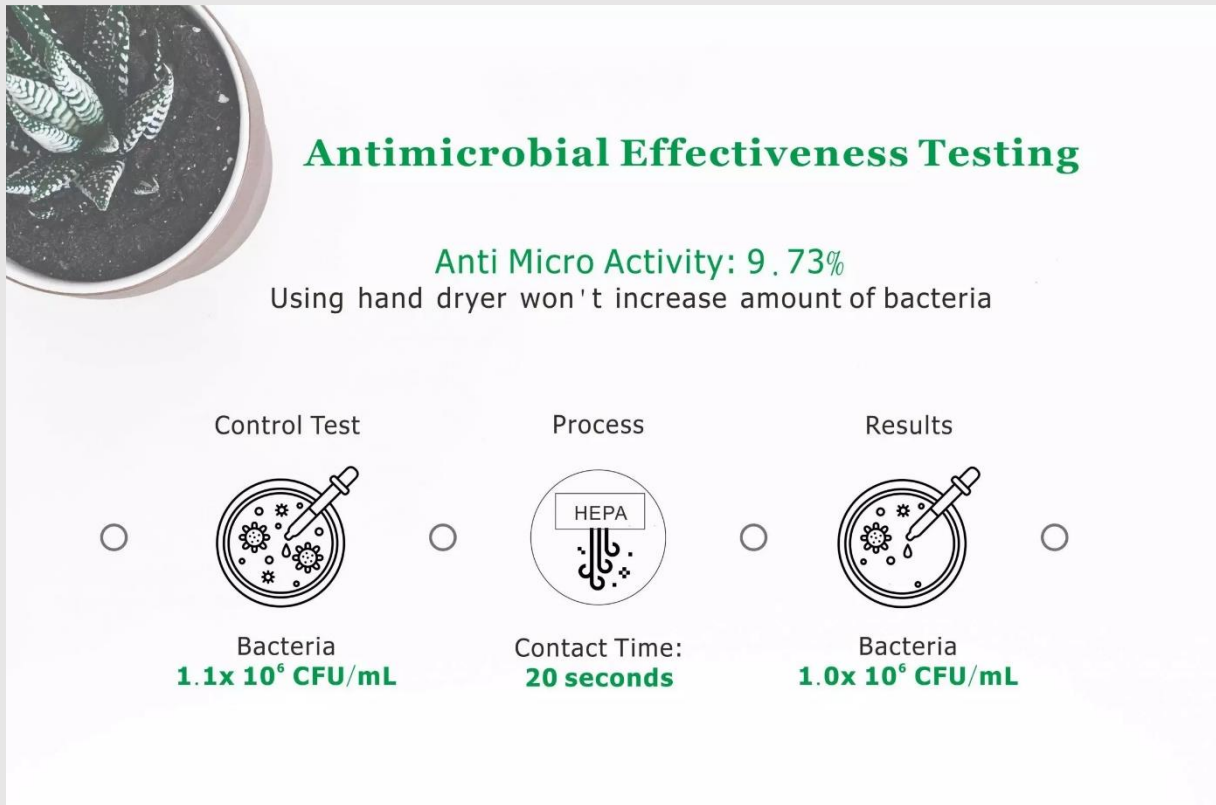 Antimicrobial Effectiveness Testing
Anti Micro Activity: 9.73%
Using hand dryer won't increase amount of bacteria
Control Test
Process
Results
HEPA
Bacteria
1.1x 10⁶ CFU/mL
Contact Time:
20 seconds
Bacteria
1.0x 10⁶ CFU/mL